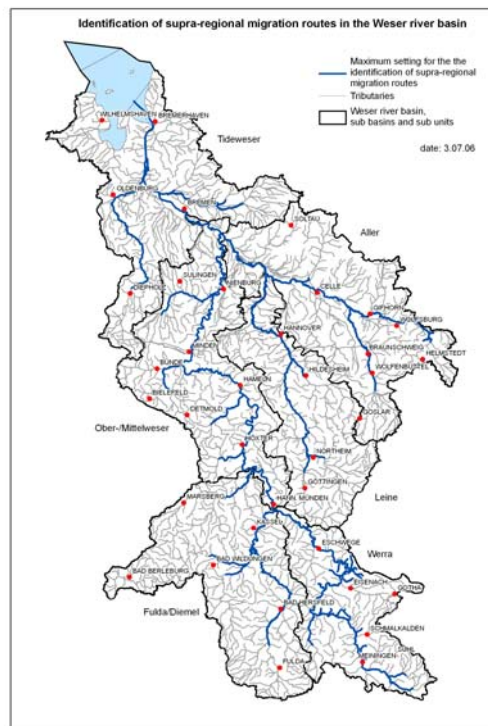 Identification of supra-regional migration routes in the Weser river basin
Maximum setting for the the
identification of supra-regional
migration routes
Tributaries
Weser river basin,
sub basins and sub units
date: 3.07.06
WILHELMSHAVEN
BREMERHAVEN
Tideweser
OLDENBURG
BREMEN
SOLTAU
Aller
SULINGEN
NIENBURG
CELLE
DIEPHOLZ
GIFHORN
WOLFSBURG
HANNOVER
MINDEN
BRAUNSCHWEIG
HELMSTEDT
BÜNDE
HILDESHEIM
WOLFENBÜTTEL
HAMELN
BIELEFELD
DETMOLD
GOSLAR
Ober-/Mittelweser
HÖXTER
NORTHEIM
GÖTTINGEN
Leine
MARSBERG
HANN. MÜNDEN
KASSEL
ESCHWEGE
Werra
BAD WILDUNGEN
BAD BERLEBURG
EISENACH
GOTHA
Fulda/Diemel
BAD HERSFELD
SCHMALKALDEN
SUHL
MEININGEN
FULDA